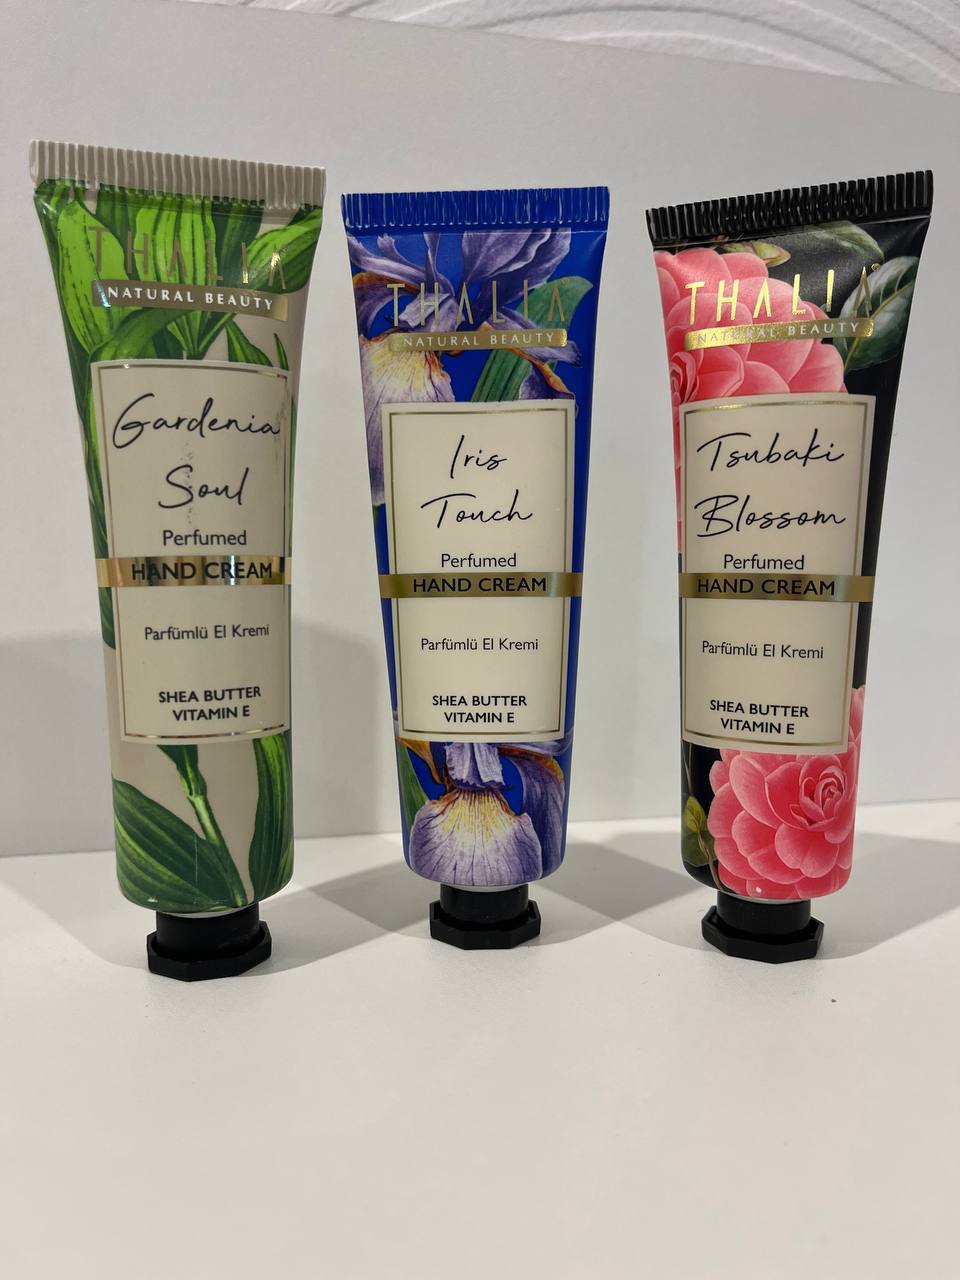 THALIA
NATURAL BEAUTY
Gardenia
Soul
Perfumed
HAND CREAM
Parfümlü El Kremi
SHEA BUTTER
VITAMIN E
THALIA
NATURAL BEAUTY
Iris
Touch
Perfumed
HAND CREAM
Parfümlü El Kremi
SHEA BUTTER
VITAMIN E
THALIA®
NATURAL BEAUTY
Tsubaki
Blossom
Perfumed
HAND CREAM
Parfümlü El Kremi
SHEA BUTTER
VITAMIN E